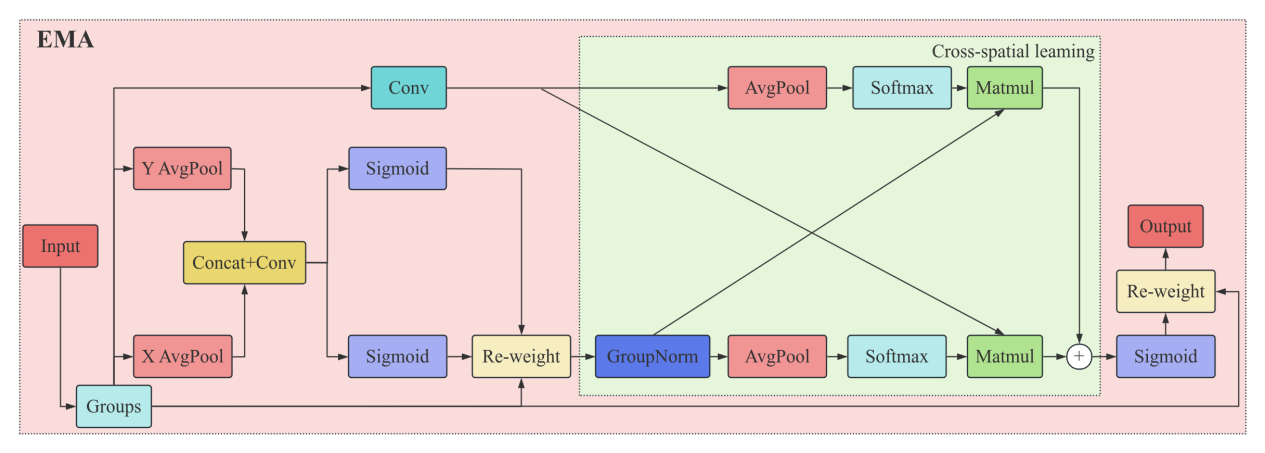 EMA
Cross-spatial leaming
Conv
AvgPool
Softmax
Matmul
Y AvgPool
Sigmoid
Input
Concat+Conv
Output
Re-weight
X AvgPool
Sigmoid
Re-weight
GroupNorm
AvgPool
Softmax
Matmul
+
Sigmoid
Groups